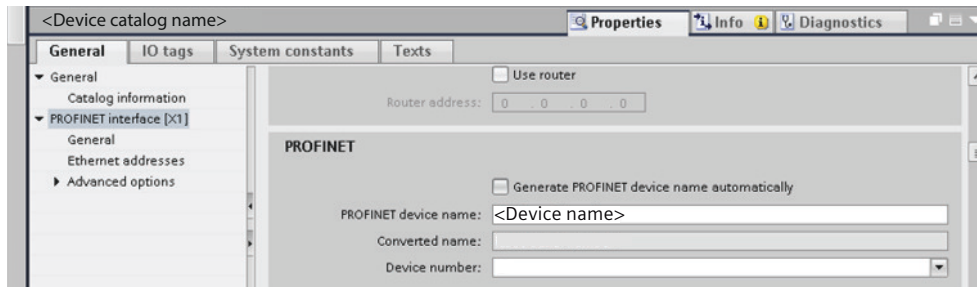 <Device catalog name>
Properties
Info
Diagnostics
General
IO tags
System constants
Texts
General
Catalog information
PROFINET interface [X1]
General
Ethernet addresses
Advanced options
Use router
Router address: 0 . 0 . 0 . 0
PROFINET
Generate PROFINET device name automatically
PROFINET device name: <Device name>
Converted name:
Device number: